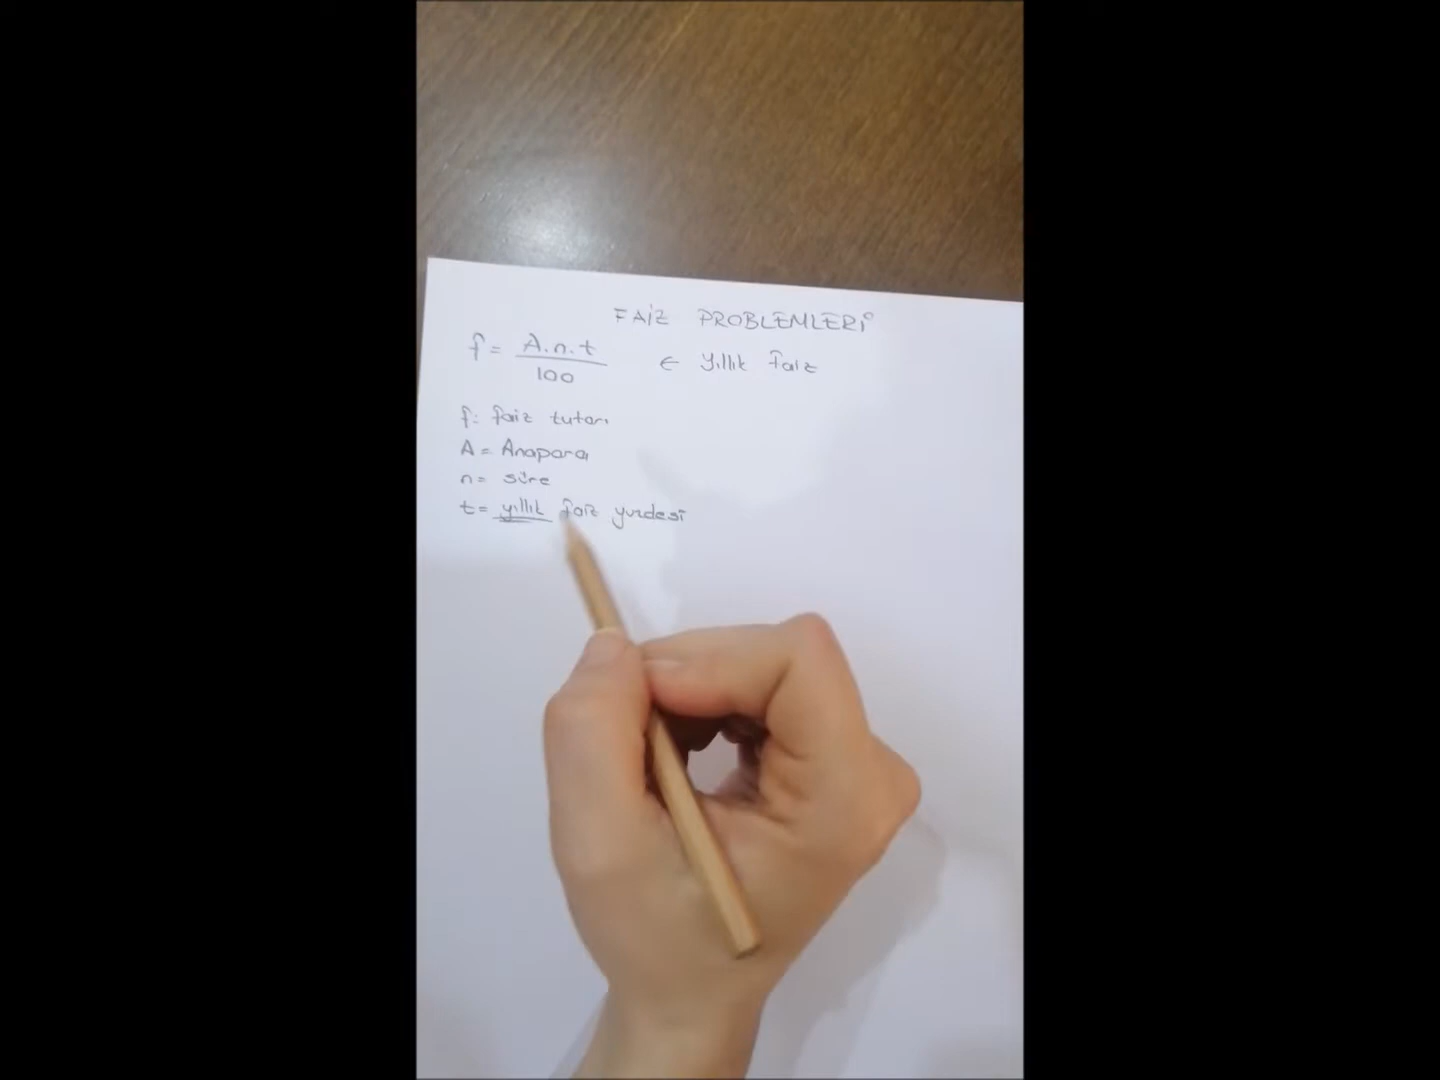 FAİZ PROBLEMLERİ
f = A.n.t / 100 ← yıllık faiz
f: faiz tutarı
A = Anapara
n = süre
t = yıllık faiz yüzdesi